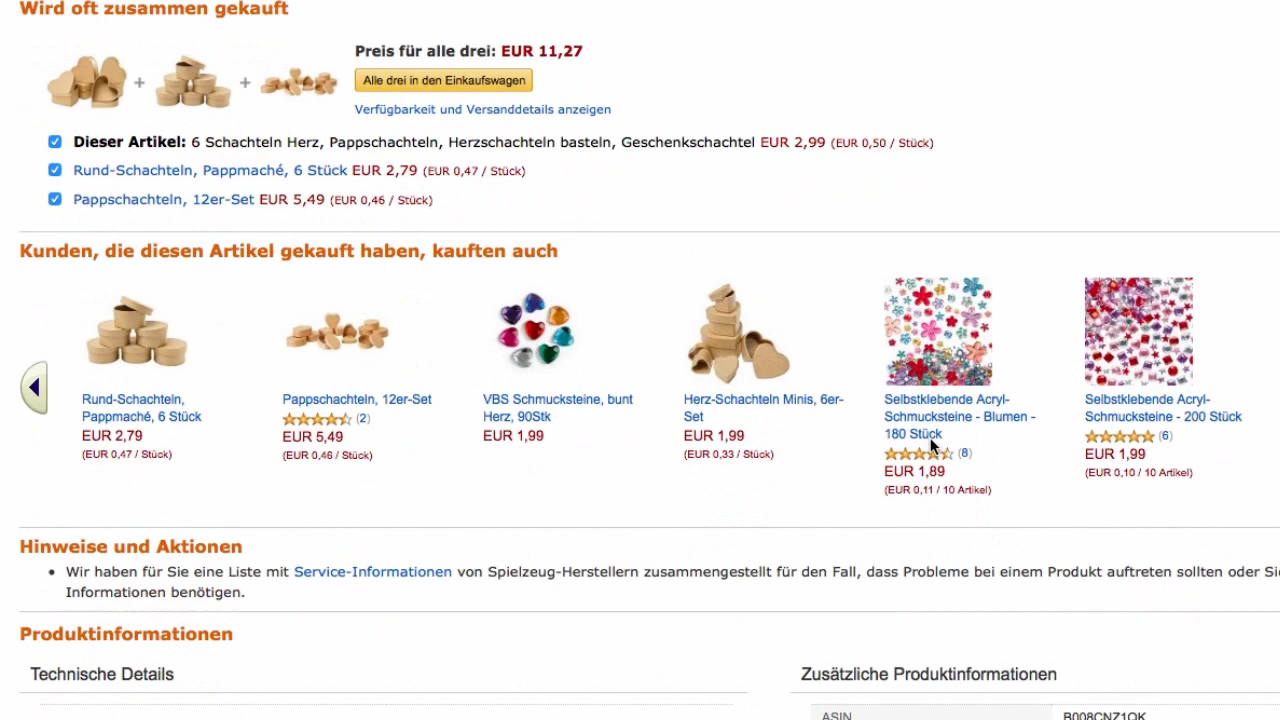 Wird oft zusammen gekauft
Preis für alle drei: EUR 11,27
+ +
Alle drei in den Einkaufswagen
Verfügbarkeit und Versanddetails anzeigen
Dieser Artikel: 6 Schachteln Herz, Pappschachteln, Herzschachteln basteln, Geschenkschachtel EUR 2,99 (EUR 0,50 / Stück)
Rund-Schachteln, Pappmaché, 6 Stück EUR 2,79 (EUR 0,47 / Stück)
Pappschachteln, 12er-Set EUR 5,49 (EUR 0,46 / Stück)
Kunden, die diesen Artikel gekauft haben, kauften auch
Rund-Schachteln,
Pappmaché, 6 Stück
EUR 2,79
(EUR 0,47 / Stück)
Pappschachteln, 12er-Set
(2)
EUR 5,49
(EUR 0,46 / Stück)
VBS Schmucksteine, bunt
Herz, 90Stk
EUR 1,99
Herz-Schachteln Minis, 6er-
Set
EUR 1,99
(EUR 0,33 / Stück)
Selbstklebende Acryl-
Schmucksteine - Blumen -
180 Stück
(8)
EUR 1,89
(EUR 0,11 / 10 Artikel)
Selbstklebende Acryl-
Schmucksteine - 200 Stück
(6)
EUR 1,99
(EUR 0,10 / 10 Artikel)
Hinweise und Aktionen
• Wir haben für Sie eine Liste mit Service-Informationen von Spielzeug-Herstellern zusammengestellt für den Fall, dass Probleme bei einem Produkt auftreten sollten oder Si
Informationen benötigen.
Produktinformationen
Technische Details
Zusätzliche Produktinformationen
ASIN B008CNZ1OK